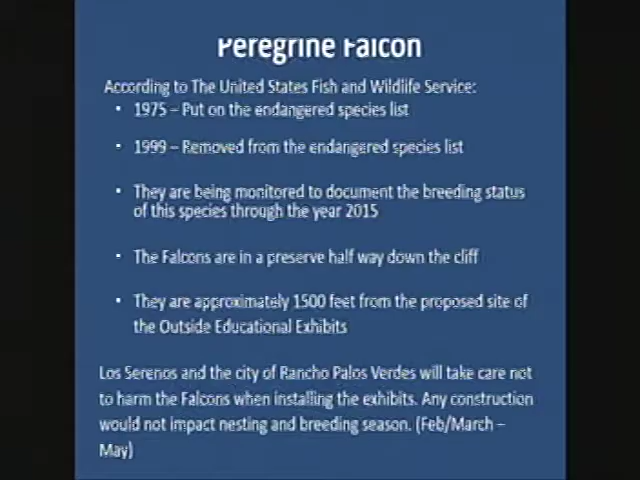 Peregrine Falcon
According to The United States Fish and Wildlife Service:
• 1975 – Put on the endangered species list
• 1999 – Removed from the endangered species list
• They are being monitored to document the breeding status
of this species through the year 2015
• The Falcons are in a preserve half way down the cliff
• They are approximately 1500 feet from the proposed site of
the Outside Educational Exhibits
Los Serenos and the city of Rancho Palos Verdes will take care not
to harm the Falcons when installing the exhibits. Any construction
would not impact nesting and breeding season. (Feb/March –
May)